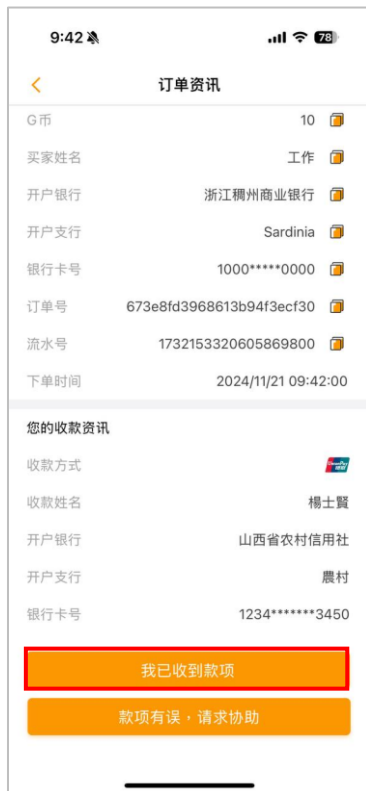 9:42
78
订单资讯
G币 10
买家姓名 工作
开户银行 浙江稠州商业银行
开户支行 Sardinia
银行卡号 1000*****0000
订单号 673e8fd3968613b94f3ecf30
流水号 1732153320605869800
下单时间 2024/11/21 09:42:00
您的收款资讯
收款方式
收款姓名 楊士賢
开户银行 山西省农村信用社
开户支行 農村
银行卡号 1234*******3450
我已收到款项
款项有误，请求协助